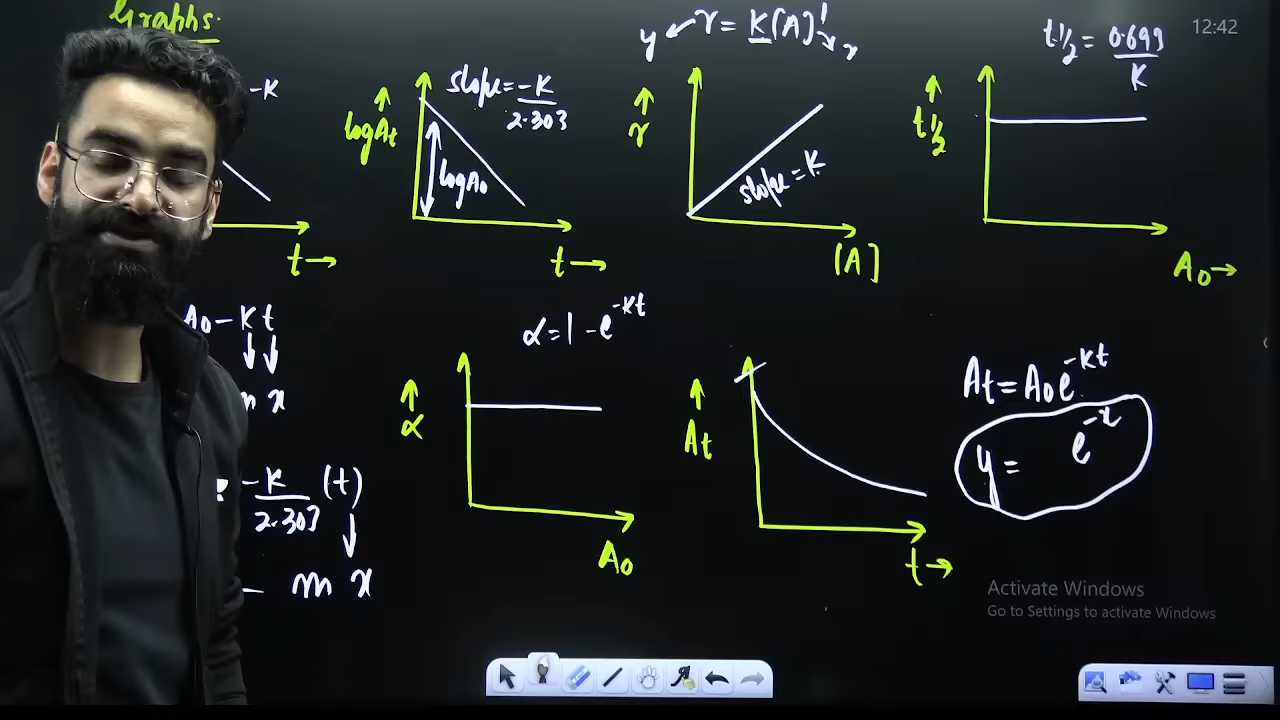 Graphs
12:42
-K
logAt
slope = -K/2.303
logA0
t→
t→
y ← r = K[A]¹ → x
r
slope = K
[A]
t1/2 = 0.693/K
t1/2
A0→
A0 - Kt
m x
-K/2.303 (t)
m x
α = 1 - e^-Kt
α
A0
At
t→
At = A0e^-Kt
y = e^-x
Activate Windows
Go to Settings to activate Windows